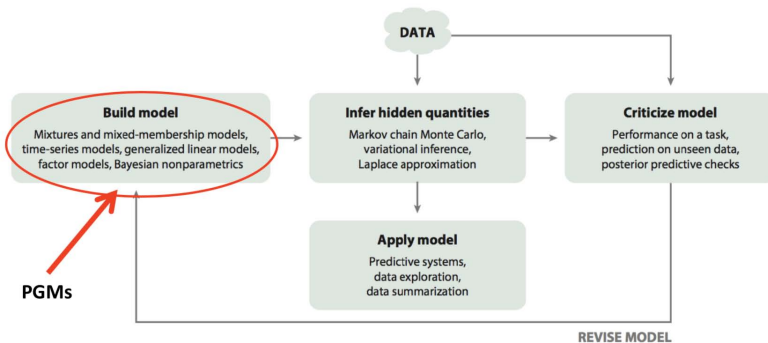 DATA
Build model
Mixtures and mixed-membership models,
time-series models, generalized linear models,
factor models, Bayesian nonparametrics
Infer hidden quantities
Markov chain Monte Carlo,
variational inference,
Laplace approximation
Criticize model
Performance on a task,
prediction on unseen data,
posterior predictive checks
Apply model
Predictive systems,
data exploration,
data summarization
PGMs
REVISE MODEL